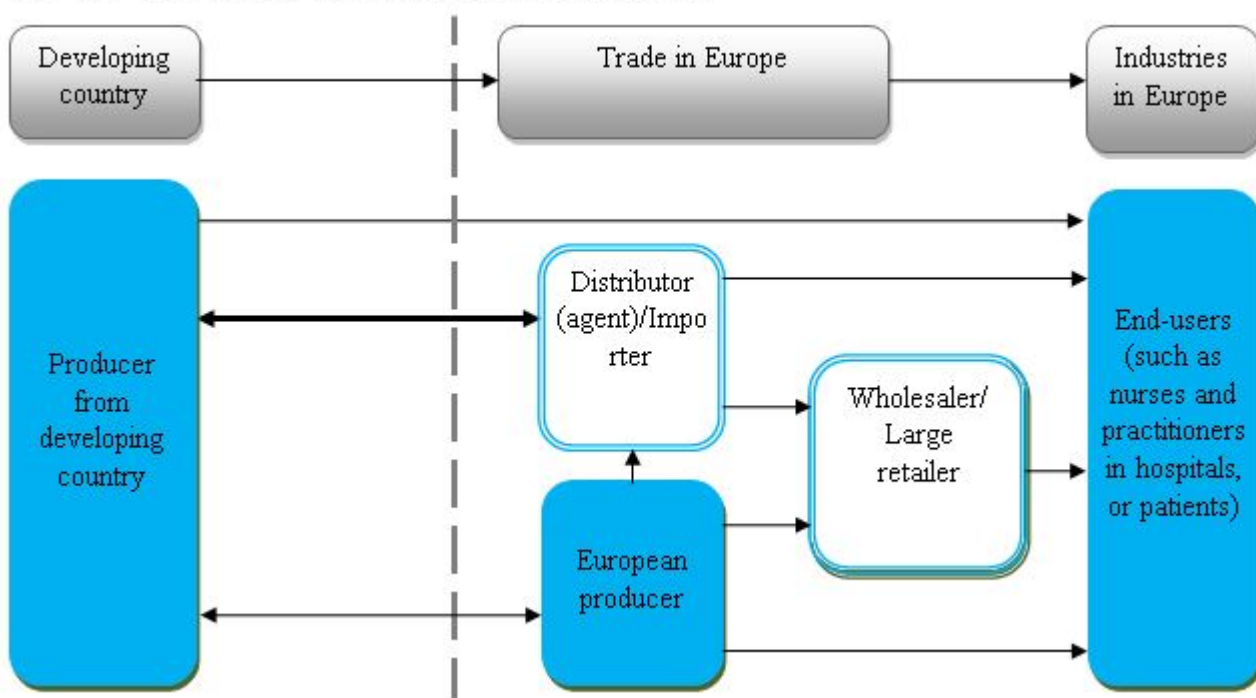 Developing
country
Trade in Europe
Industries
in Europe
Producer
from
developing
country
Distributor
(agent)/Impo
rter
Wholesaler/
Large
retailer
European
producer
End-users
(such as
nurses and
practitioners
in hospitals,
or patients)